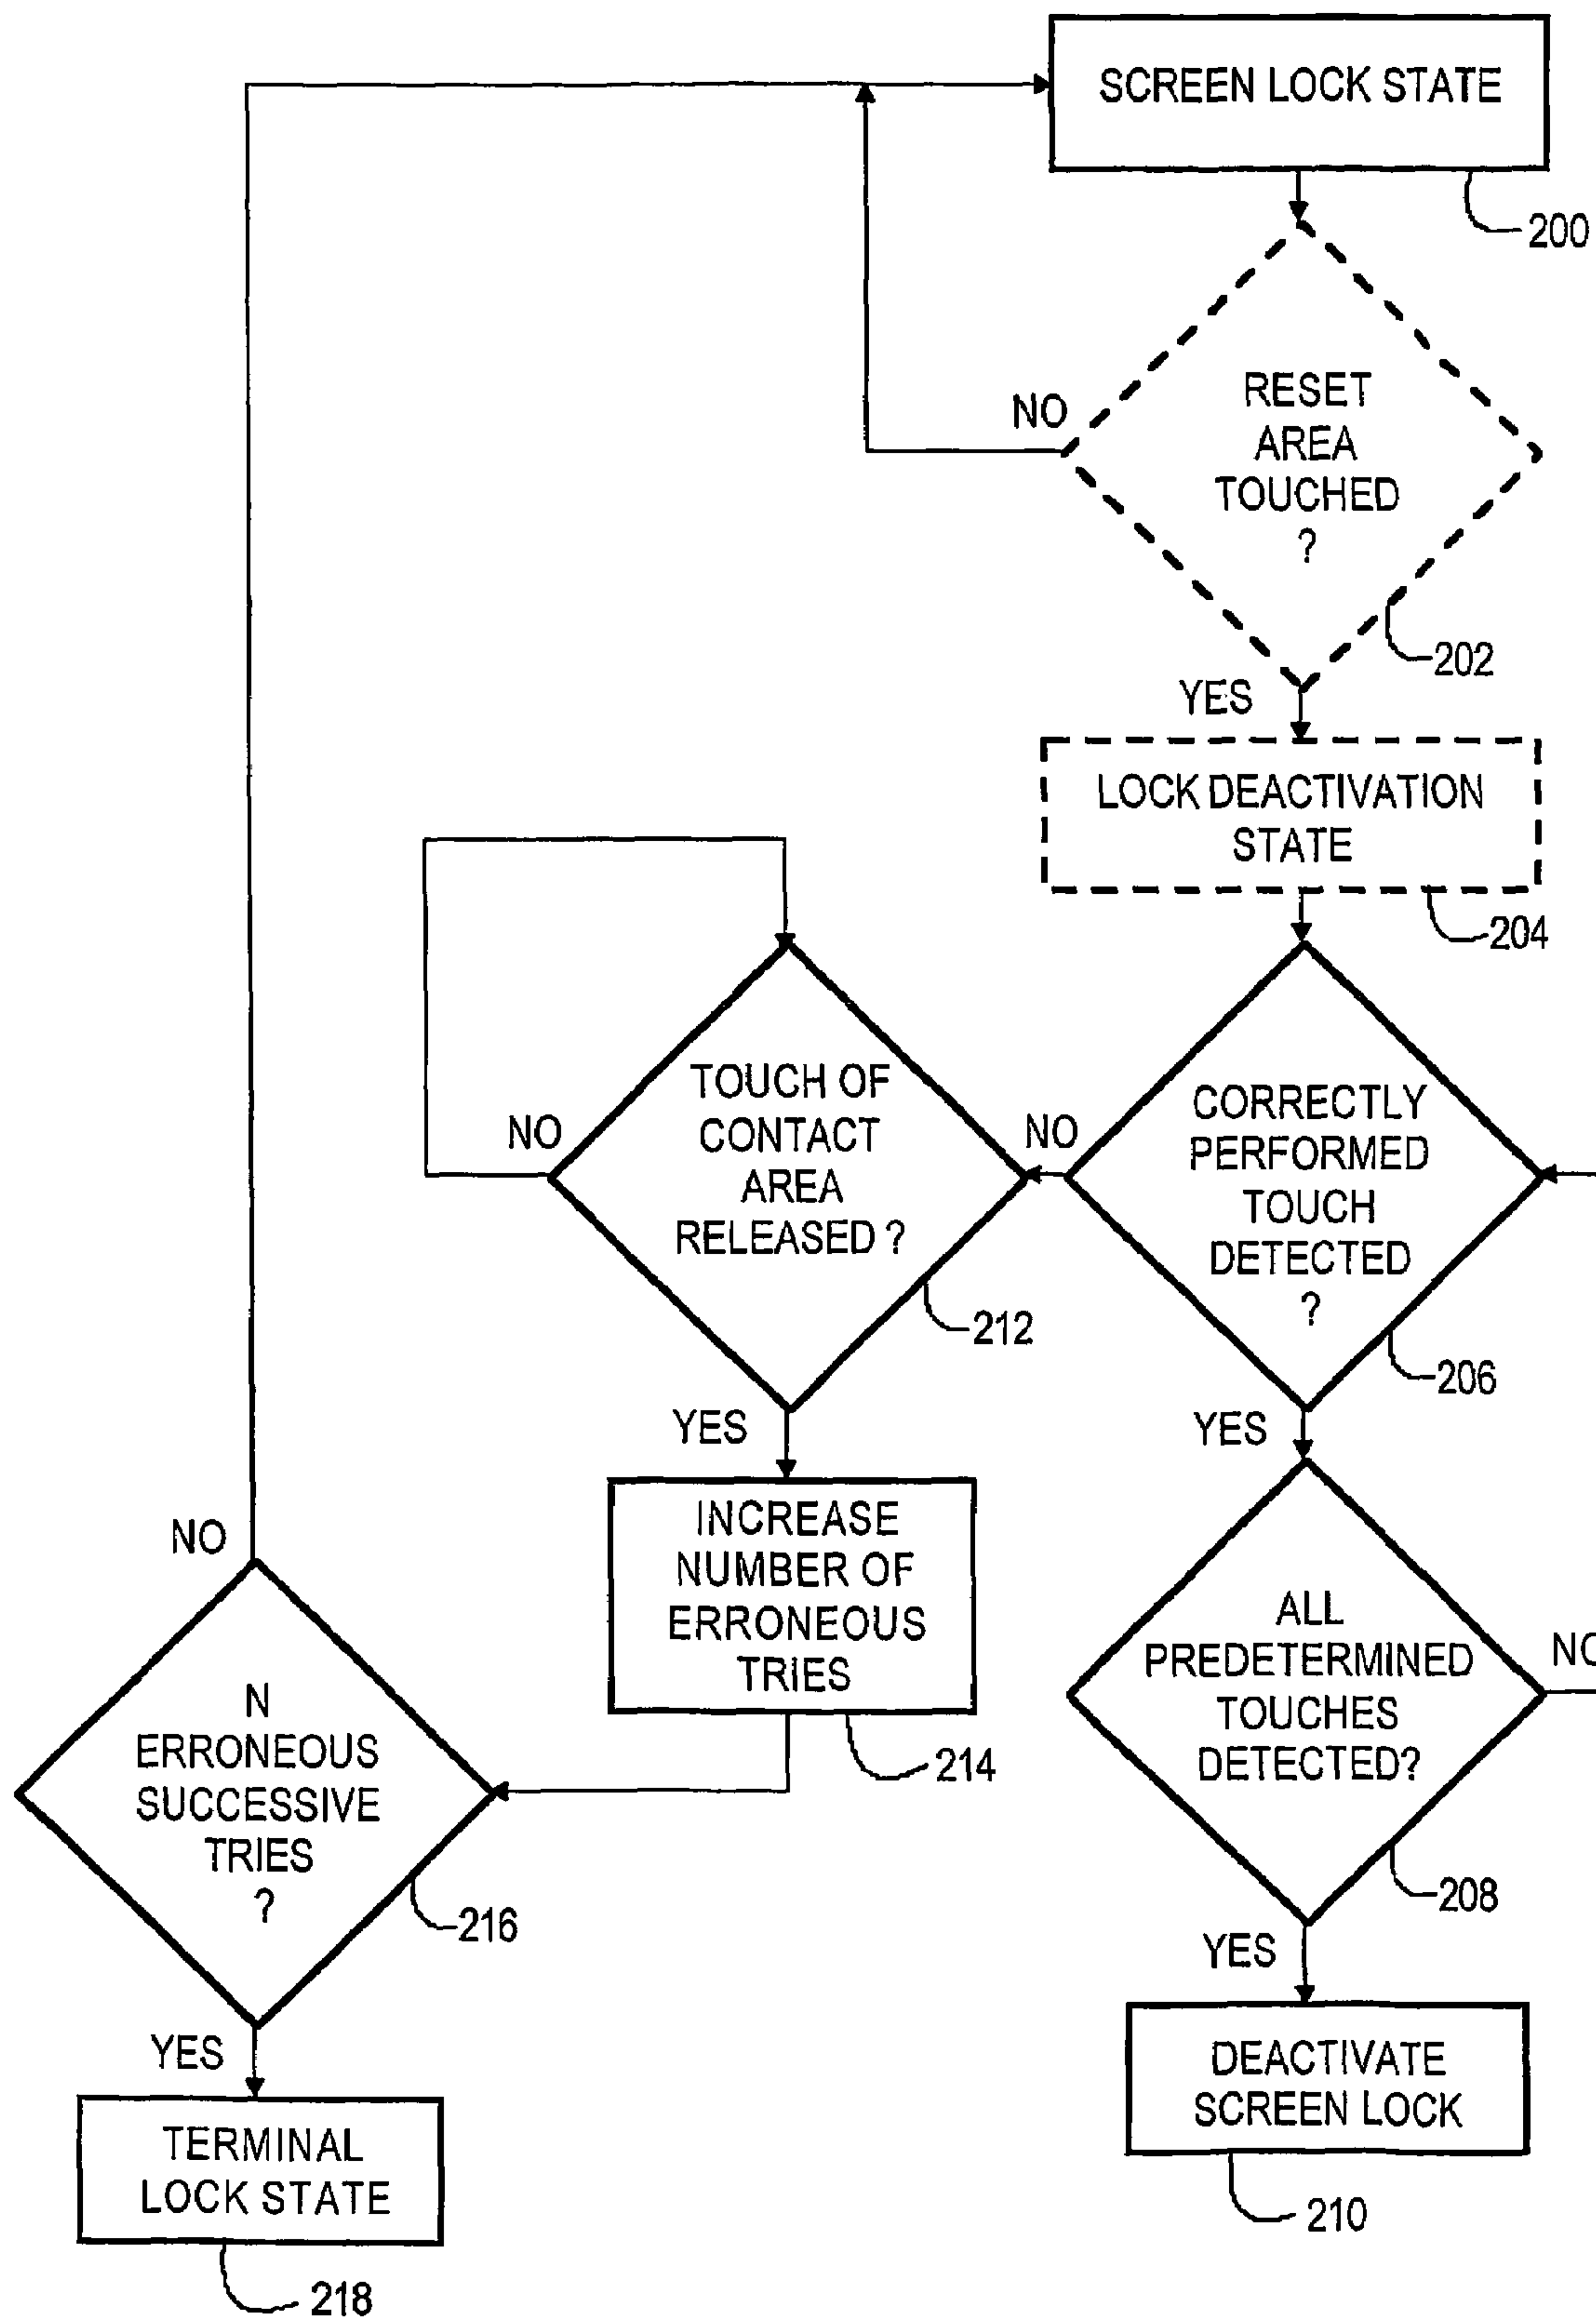 SCREEN LOCK STATE
200
RESET
AREA
TOUCHED
?
NO
202
YES
LOCK DEACTIVATION
STATE
204
CORRECTLY
PERFORMED
TOUCH
DETECTED
?
NO
206
YES
TOUCH OF
CONTACT
AREA
RELEASED ?
NO
212
YES
INCREASE
NUMBER OF
ERRONEOUS
TRIES
214
ALL
PREDETERMINED
TOUCHES
DETECTED?
NO
208
YES
DEACTIVATE
SCREEN LOCK
210
NO
N
ERRONEOUS
SUCCESSIVE
TRIES
?
216
YES
TERMINAL
LOCK STATE
218